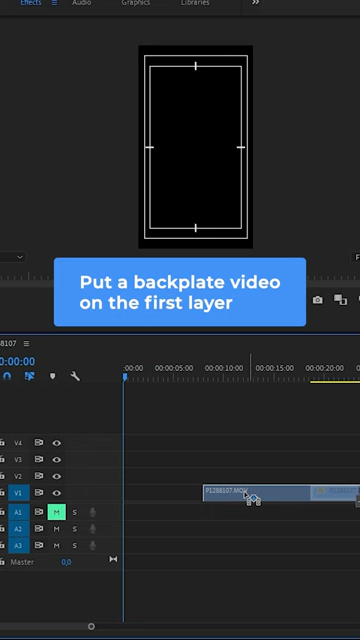 Effects
Audio
Graphics
Libraries
Put a backplate video
on the first layer
:00:00
00:00:05:00
00:00:10:00
00:00:15:00
00:00:20:00
V4
V3
V2
V1
P1288107.MOV
A1
M
S
A2
M
S
A3
M
S
Master
0,0